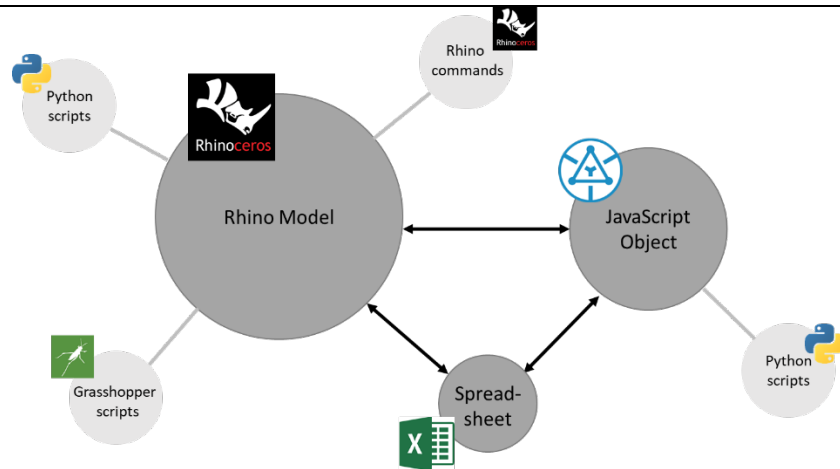 Rhinoceros
Rhino
commands
Python
scripts
Rhinoceros
Rhino Model
JavaScript
Object
Grasshopper
scripts
Spread-
sheet
X
Python
scripts